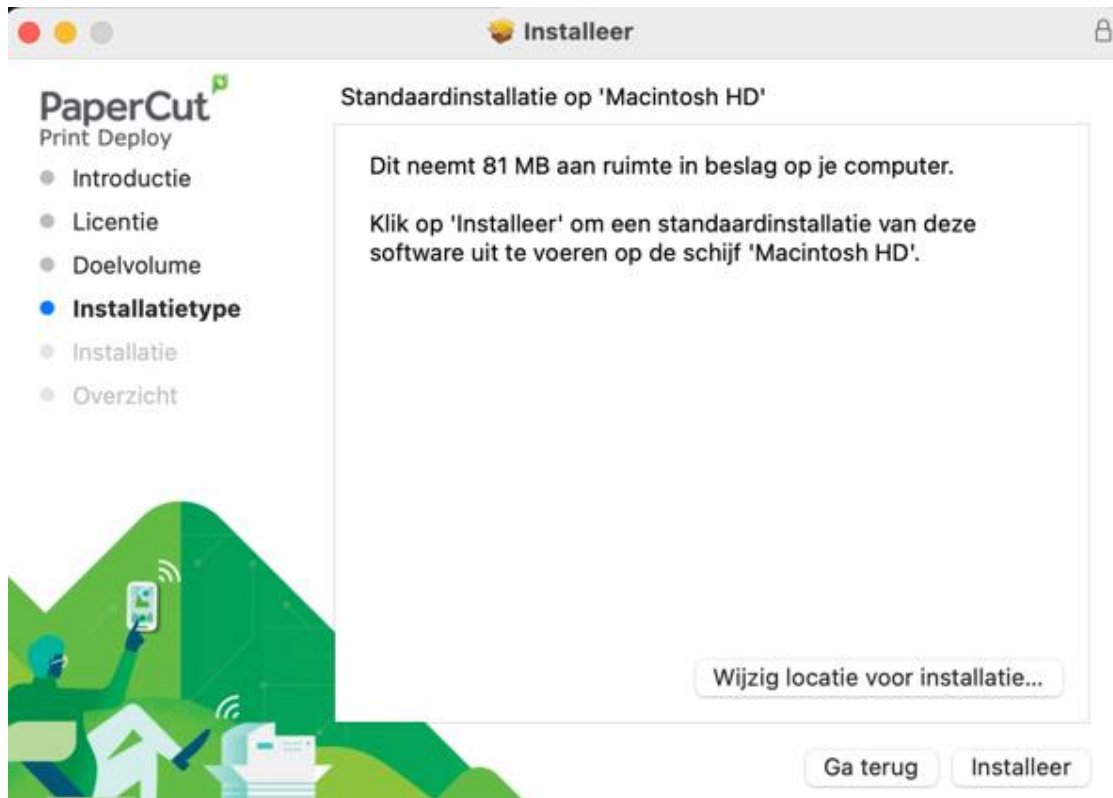 Installeer
PaperCut
Print Deploy
Introductie
Licentie
Doelvolume
Installatietype
Installatie
Overzicht
Standaardinstallatie op 'Macintosh HD'
Dit neemt 81 MB aan ruimte in beslag op je computer.
Klik op 'Installeer' om een standaardinstallatie van deze
software uit te voeren op de schijf 'Macintosh HD'.
Wijzig locatie voor installatie...
Ga terug
Installeer